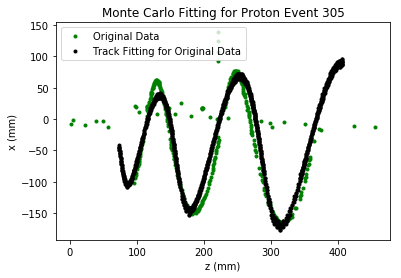 Monte Carlo Fitting for Proton Event 305
Original Data
Track Fitting for Original Data
x (mm)
150
100
50
0
−50
−100
−150
0
100
200
300
400
z (mm)